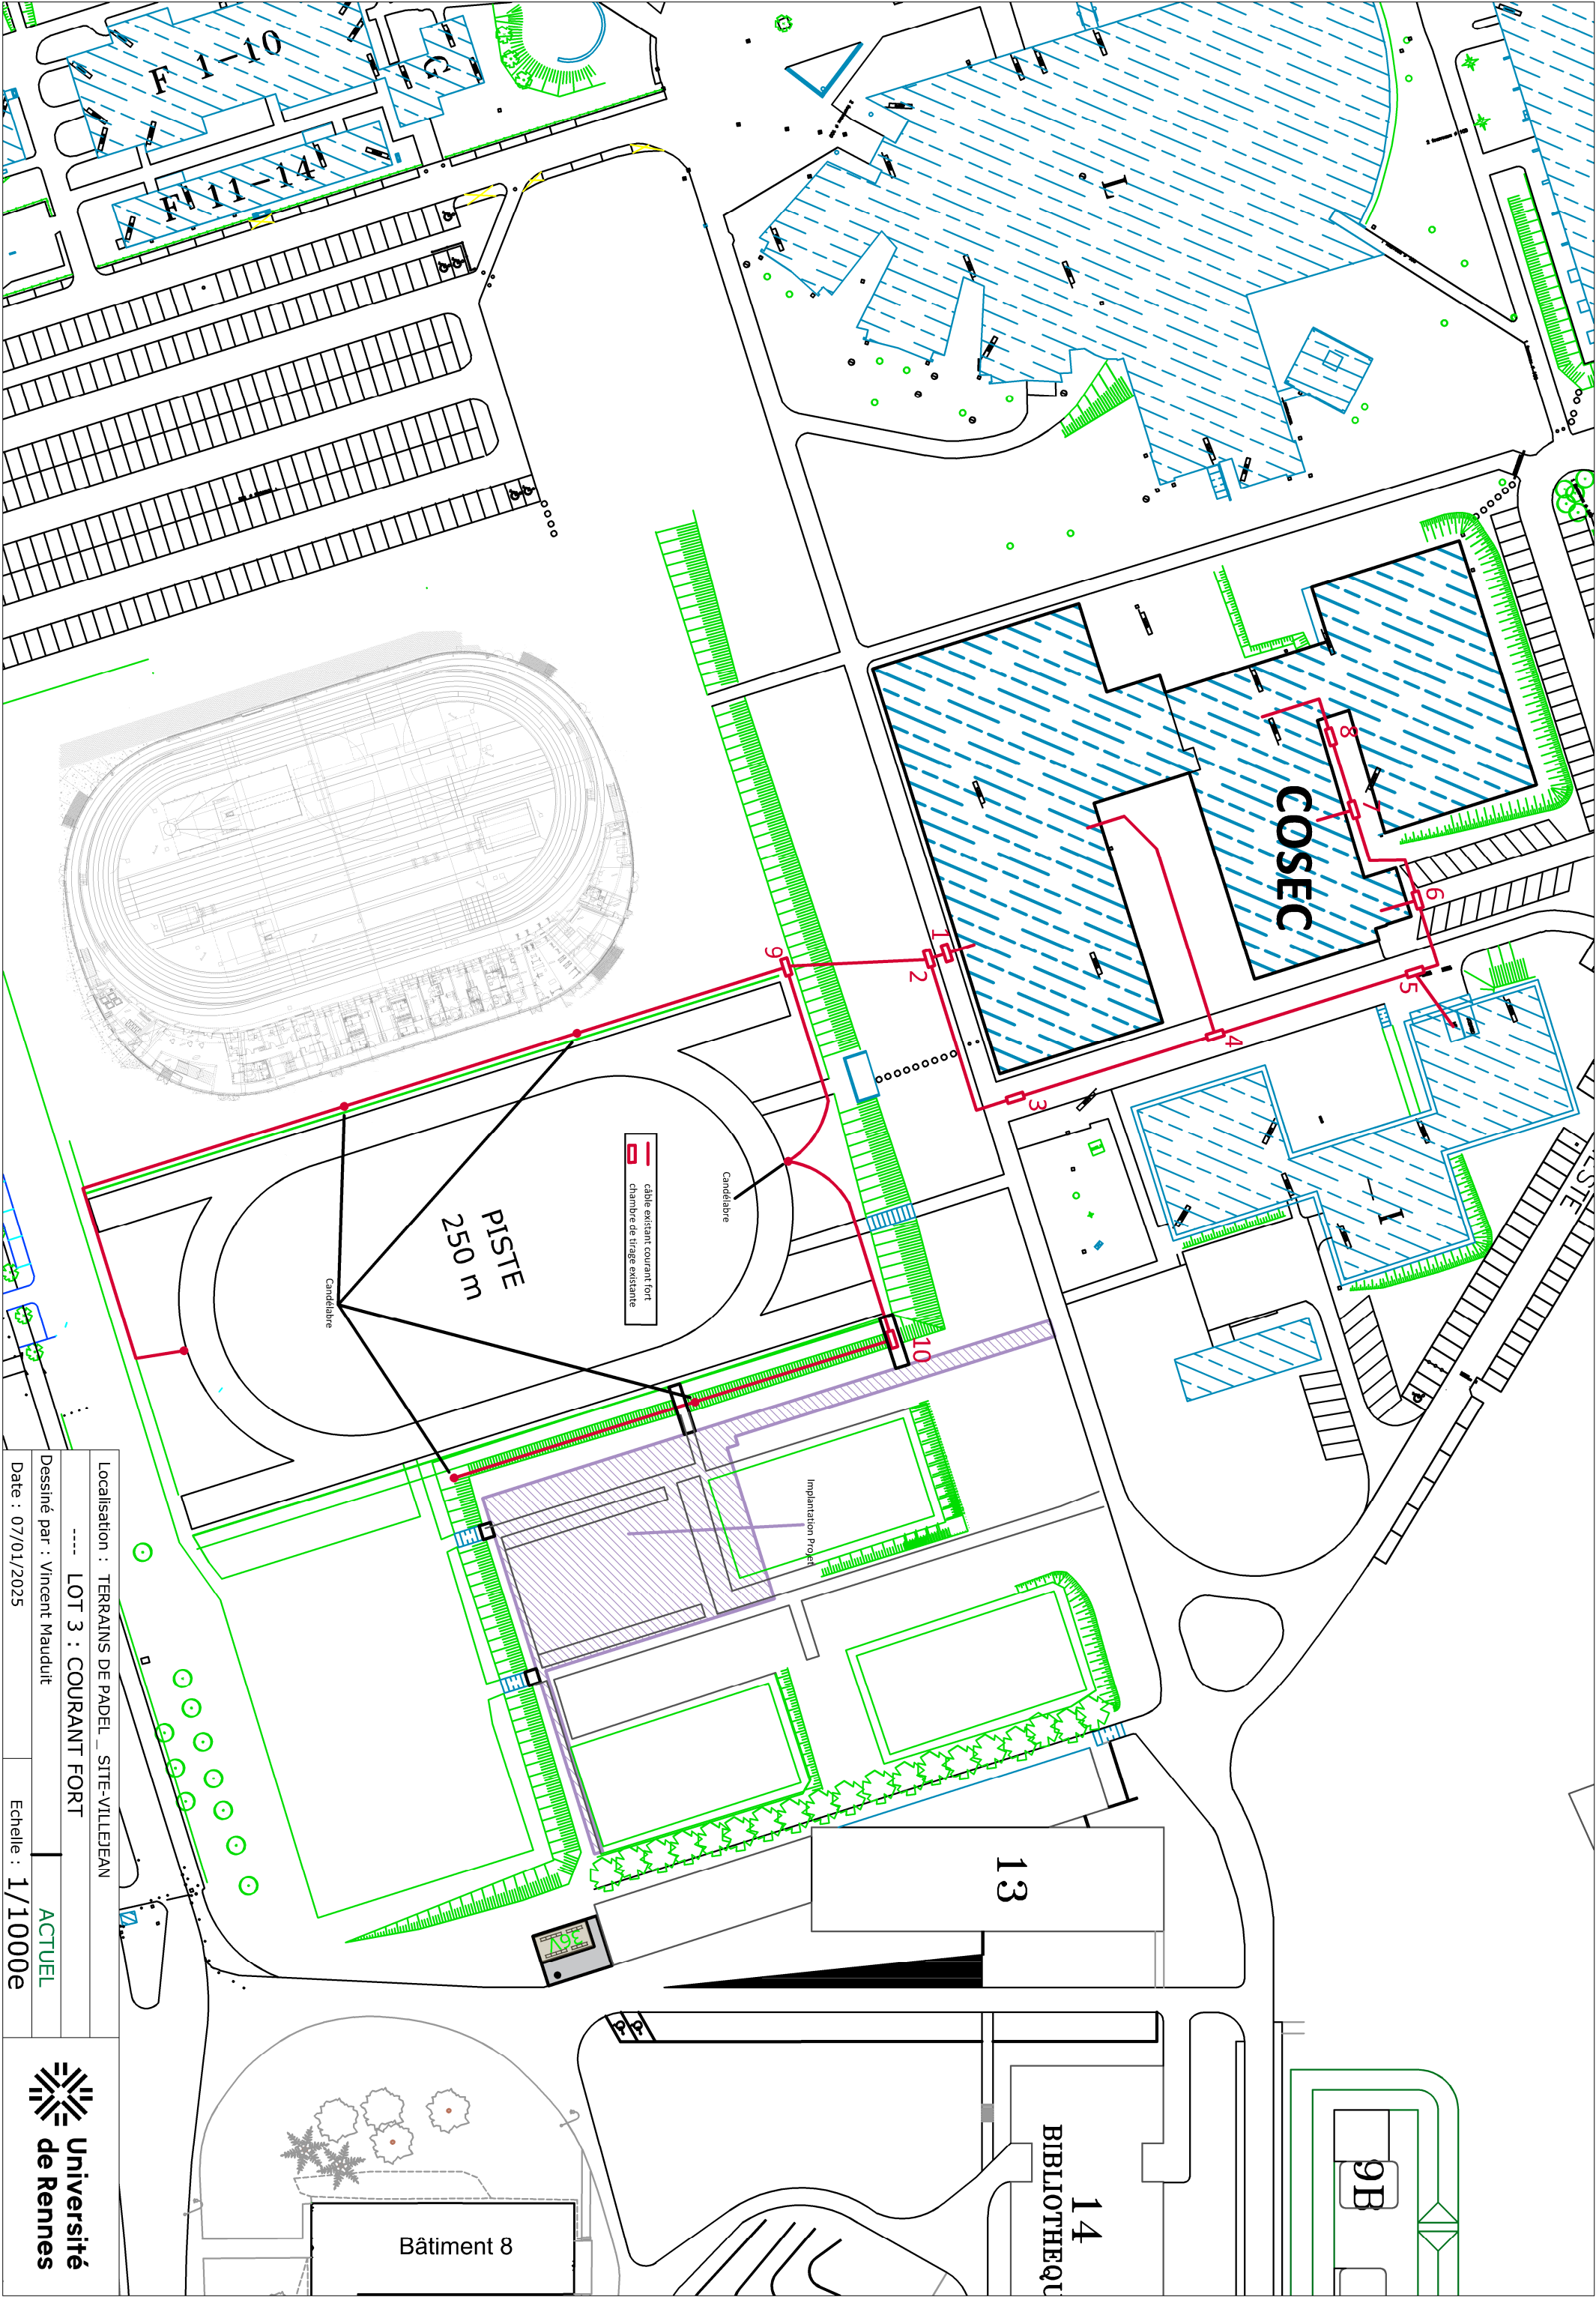 F 1-10
G
F 11-14
L
COSEC
8
7
6
5
4
3
1
2
9
10
I
PISTE
250 m
câble existant courant fort
chambre de tirage existante
Candélabre
Candélabre
Implantation Projet
13
36V
14
BIBLIOTHEQU
9B
Bâtiment 8
Localisation : TERRAINS DE PADEL _ SITE-VILLEJEAN
---- LOT 3 : COURANT FORT
Dessiné par : Vincent Mauduit
ACTUEL
Date : 07/01/2025
Echelle : 1/1000e
Université
de Rennes